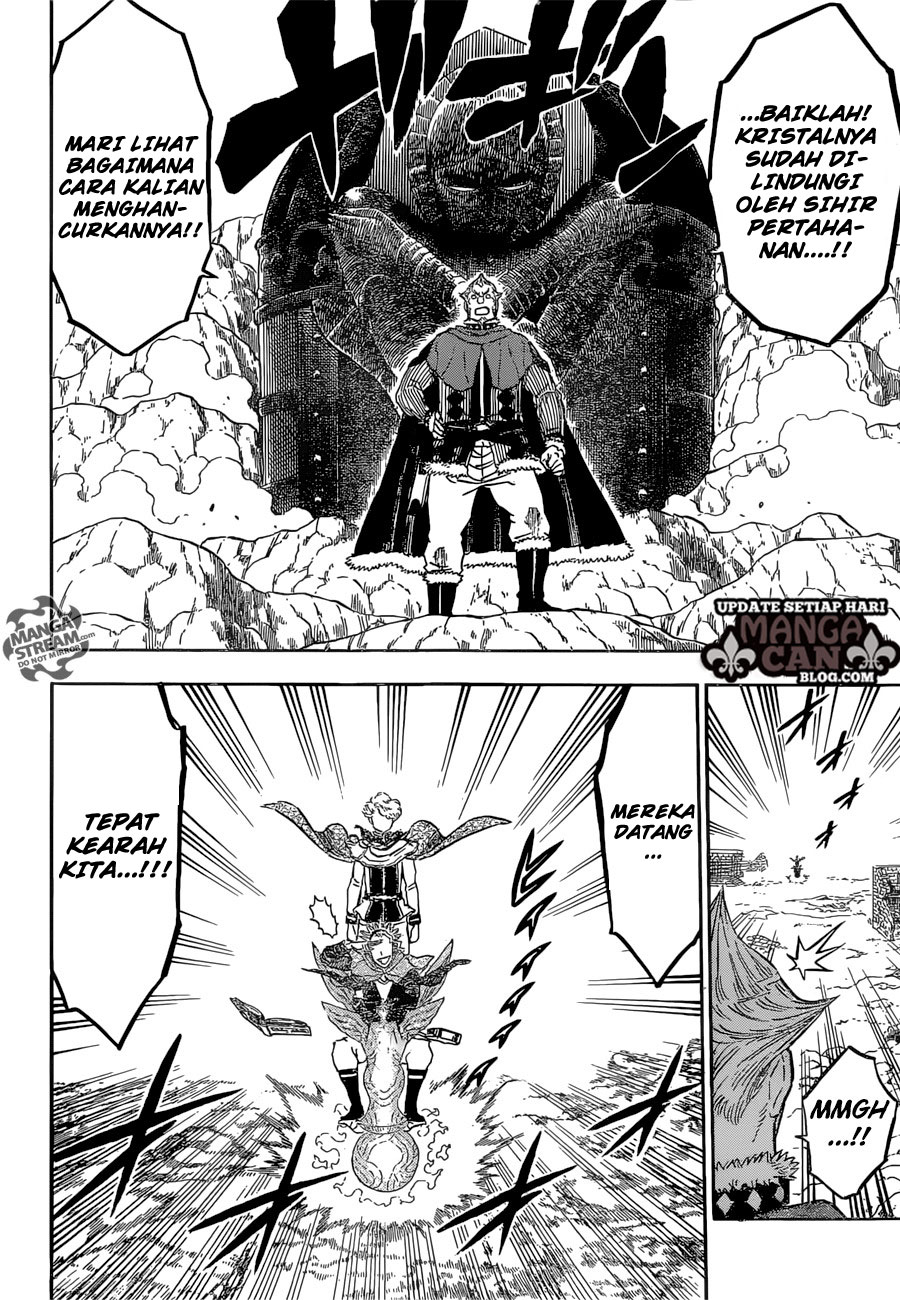 ...BAIKLAH!
KRISTALNYA
SUDAH DI-
LINDUNGI
OLEH SIHIR
PERTAHA-
NAN....!!
MARI LIHAT
BAGAIMANA
CARA KALIAN
MENGHAN-
CURKANNYA!!
MANGA
STREAM.com
DO NOT MIRROR
UPDATE SETIAP HARI
MANGA
CAN
BLOG.COM
MMGH
...!!
MEREKA
DATANG
...
TEPAT
KEARAH
KITA...!!!